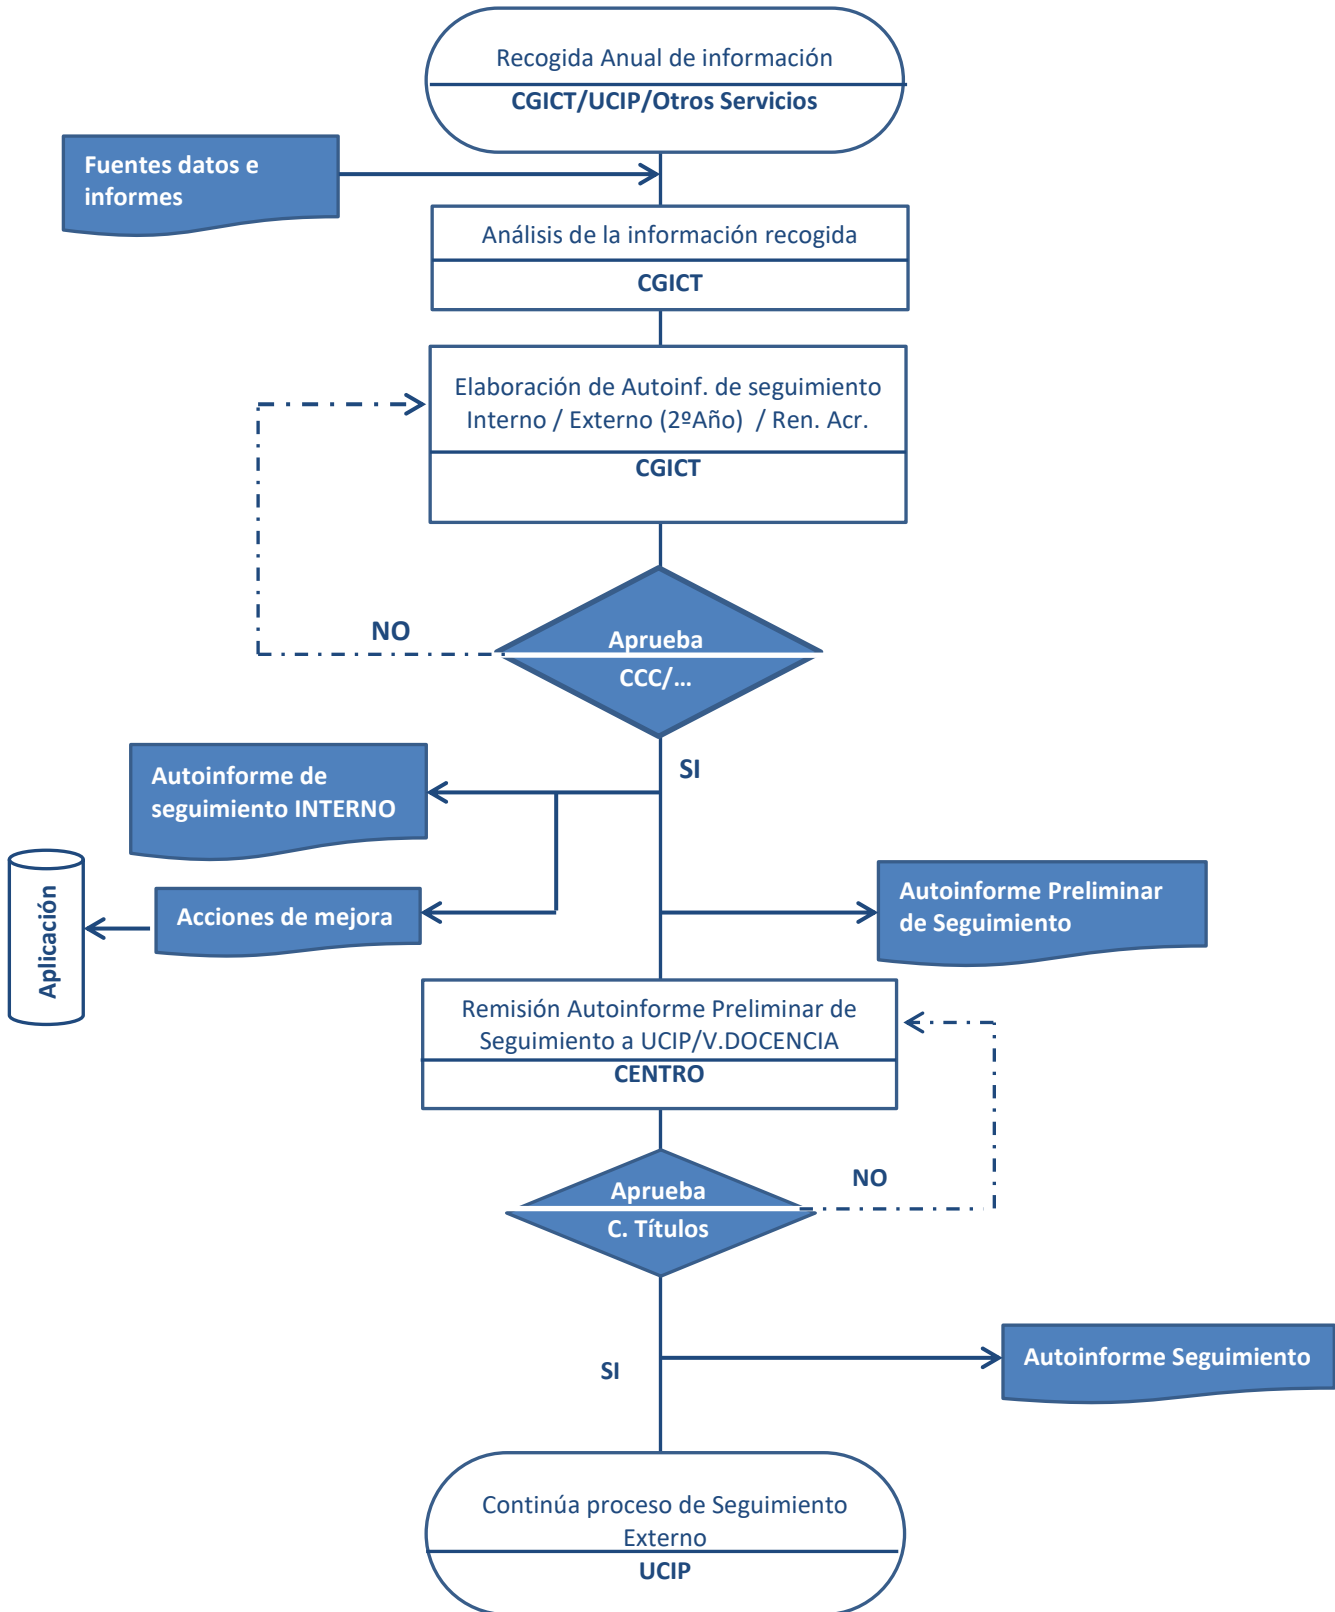 Recogida Anual de información
CGICT/UCIP/Otros Servicios
Fuentes datos e
informes
Análisis de la información recogida
CGICT
Elaboración de Autoinf. de seguimiento
Interno / Externo (2ºAño) / Ren. Acr.
CGICT
NO
Aprueba
CCC/...
SI
Autoinforme de
seguimiento INTERNO
Aplicación
Acciones de mejora
Autoinforme Preliminar
de Seguimiento
Remisión Autoinforme Preliminar de
Seguimiento a UCIP/V.DOCENCIA
CENTRO
NO
Aprueba
C. Títulos
SI
Autoinforme Seguimiento
Continúa proceso de Seguimiento
Externo
UCIP